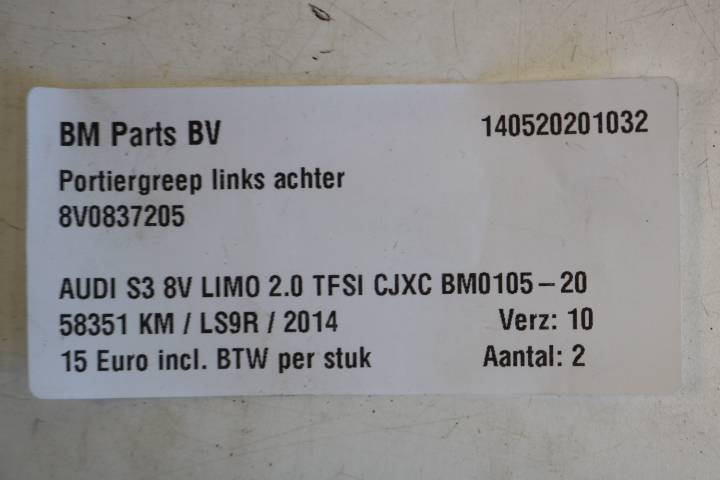 BM Parts BV 140520201032
Portiergreep links achter
8V0837205
AUDI S3 8V LIMO 2.0 TFSI CJXC BM0105-20
58351 KM / LS9R / 2014 Verz: 10
15 Euro incl. BTW per stuk Aantal: 2